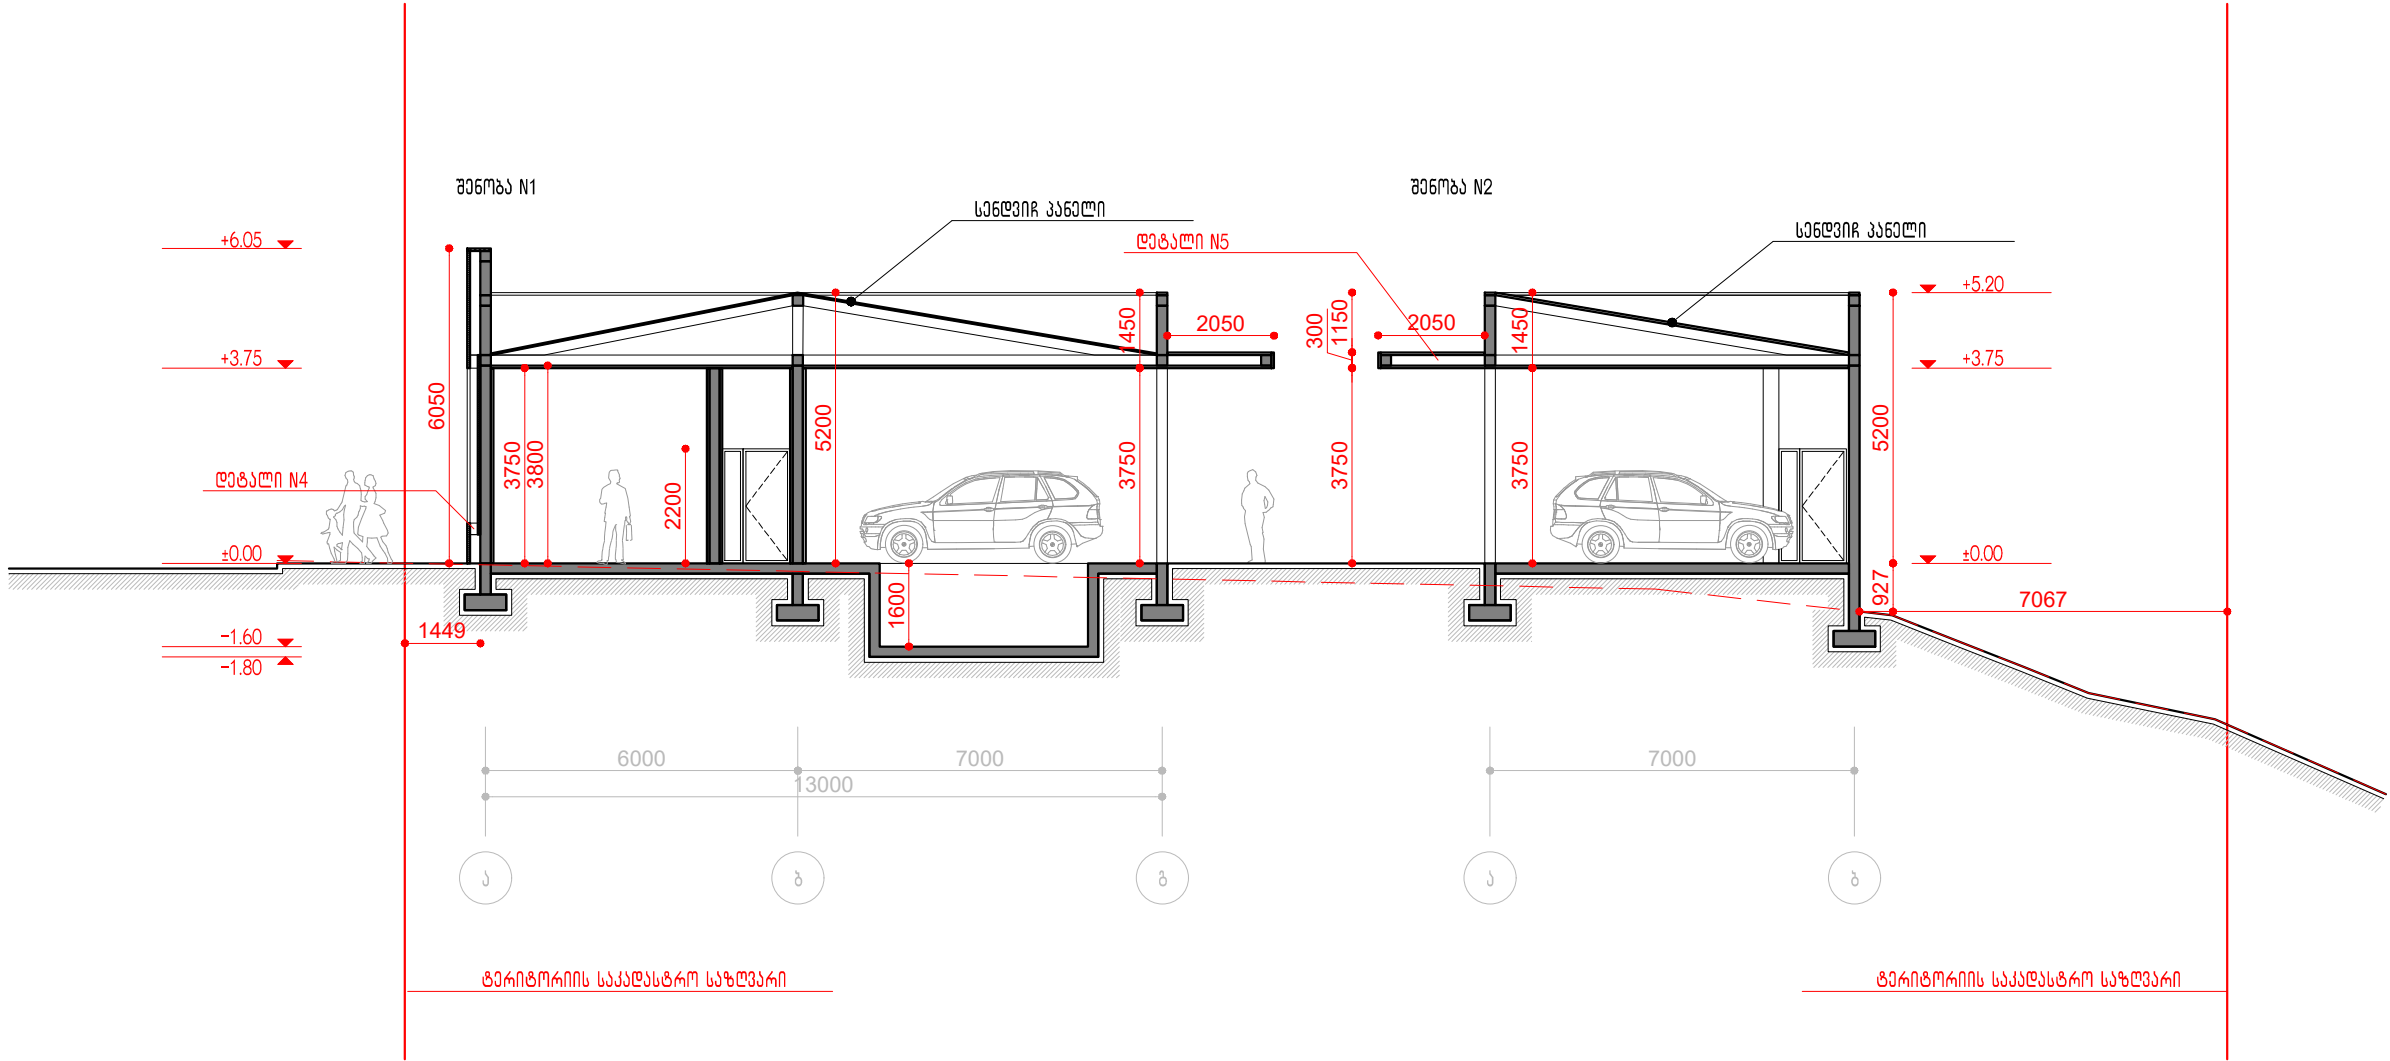 შენობა N1
შენობა N2
სენდვიჩ პანელი
სენდვიჩ პანელი
დეტალი N5
+6.05
+5.20
+3.75
+3.75
2050
2050
300
1150
1450
1450
6050
5200
5200
3750
3800
3750
3750
3750
2200
დეტალი N4
±0.00
±0.00
1600
927
7067
1449
-1.60
-1.80
6000
7000
7000
13000
ა
ბ
გ
ა
ბ
ტერიტორიის საკადასტრო საზღვარი
ტერიტორიის საკადასტრო საზღვარი